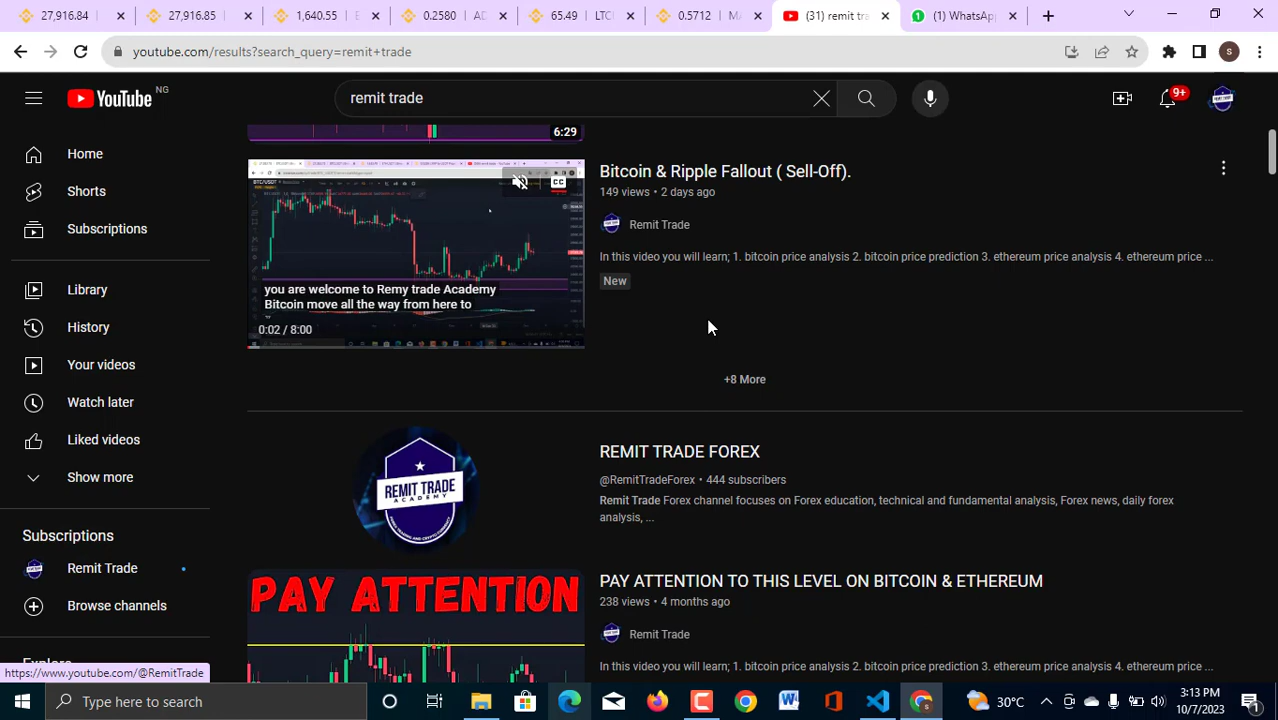 27,916.84
27,916.85
1,640.55 E
0.2580 AD
65.49 LTC
0.5712 MA
(31) remit tra
(1) WhatsApp
youtube.com/results?search_query=remit+trade
YouTube NG
remit trade
9+
Home
Shorts
Subscriptions
Library
History
Your videos
Watch later
Liked videos
Show more
Subscriptions
Remit Trade
Browse channels
Explore
https://www.youtube.com/@RemitTrade
6:29
CC
you are welcome to Remy trade Academy
Bitcoin move all the way from here to
0:02 / 8:00
Bitcoin & Ripple Fallout ( Sell-Off).
149 views • 2 days ago
Remit Trade
In this video you will learn; 1. bitcoin price analysis 2. bitcoin price prediction 3. ethereum price analysis 4. ethereum price ...
New
+8 More
REMIT TRADE
ACADEMY
REMIT TRADE FOREX
@RemitTradeForex • 444 subscribers
Remit Trade Forex channel focuses on Forex education, technical and fundamental analysis, Forex news, daily forex
analysis, ...
PAY ATTENTION
PAY ATTENTION TO THIS LEVEL ON BITCOIN & ETHEREUM
238 views • 4 months ago
Remit Trade
In this video you will learn; 1. bitcoin price analysis 2. bitcoin price prediction 3. ethereum price analysis 4. ethereum price ...
Type here to search
30°C
3:13 PM
10/7/2023